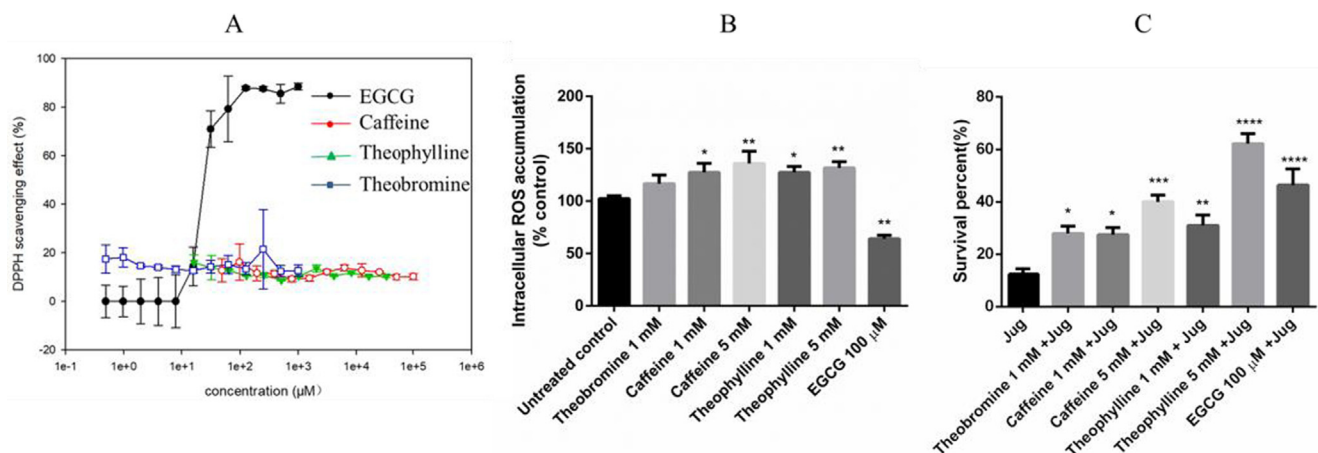 A
B
C
DPPH scavenging effect (%)
100
80
60
40
20
0
-20
1e-1
1e+0
1e+1
1e+2
1e+3
1e+4
1e+5
1e+6
concentration (μM)
EGCG
Caffeine
Theophylline
Theobromine
Intracellular ROS accumulation
(% control)
200
150
100
50
0
*
**
*
**
**
Untreated control
Theobromine 1 mM
Caffeine 1 mM
Caffeine 5 mM
Theophylline 1 mM
Theophylline 5 mM
EGCG 100 μM
Survival percent(%)
80
60
40
20
0
*
*
***
**
****
****
Jug
Theobromine 1 mM +Jug
Caffeine 1 mM +Jug
Caffeine 5 mM +Jug
Theophylline 1 mM + Jug
Theophylline 5 mM +Jug
EGCG 100 μM +Jug